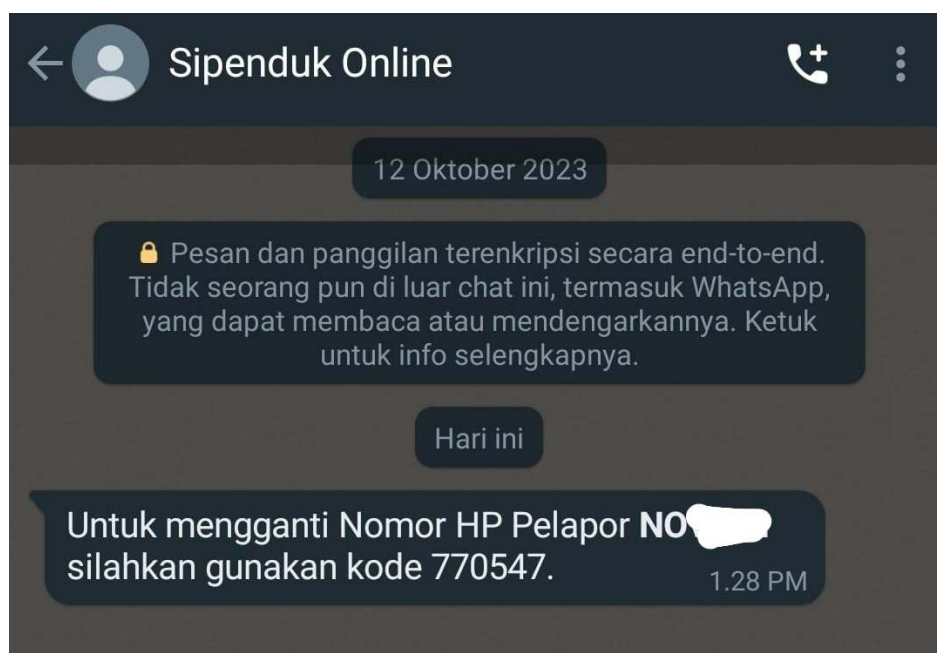 Sipenduk Online
12 Oktober 2023
Pesan dan panggilan terenkripsi secara end-to-end.
Tidak seorang pun di luar chat ini, termasuk WhatsApp,
yang dapat membaca atau mendengarkannya. Ketuk
untuk info selengkapnya.
Hari ini
Untuk mengganti Nomor HP Pelapor NO
silahkan gunakan kode 770547.
1.28 PM